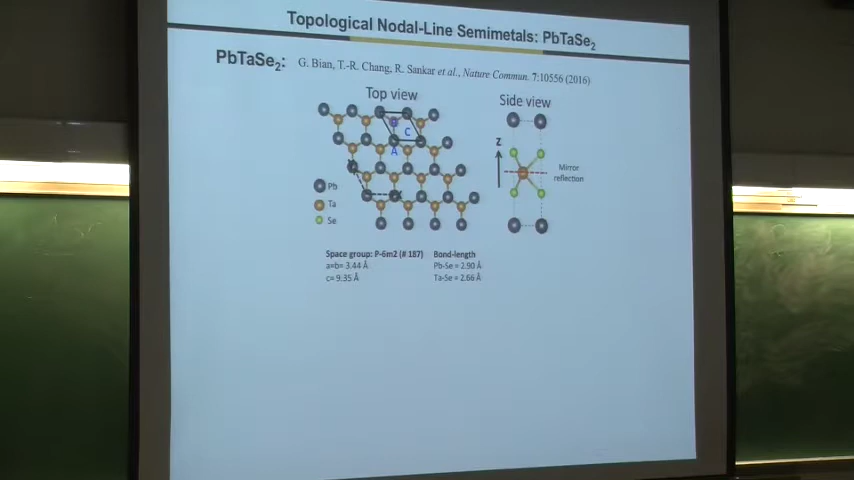 Topological Nodal-Line Semimetals: PbTaSe2
PbTaSe2: G. Bian, T.-R. Chang, R. Sankar et al., Nature Commun. 7:10556 (2016)
Top view
Side view
B
C
A
Z
Mirror
reflection
Y
X
Pb
Ta
Se
Space group: P-6m2 (# 187)
a=b= 3.44 Å
c= 9.35 Å
Bond-length
Pb-Se = 2.90 Å
Ta-Se = 2.66 Å